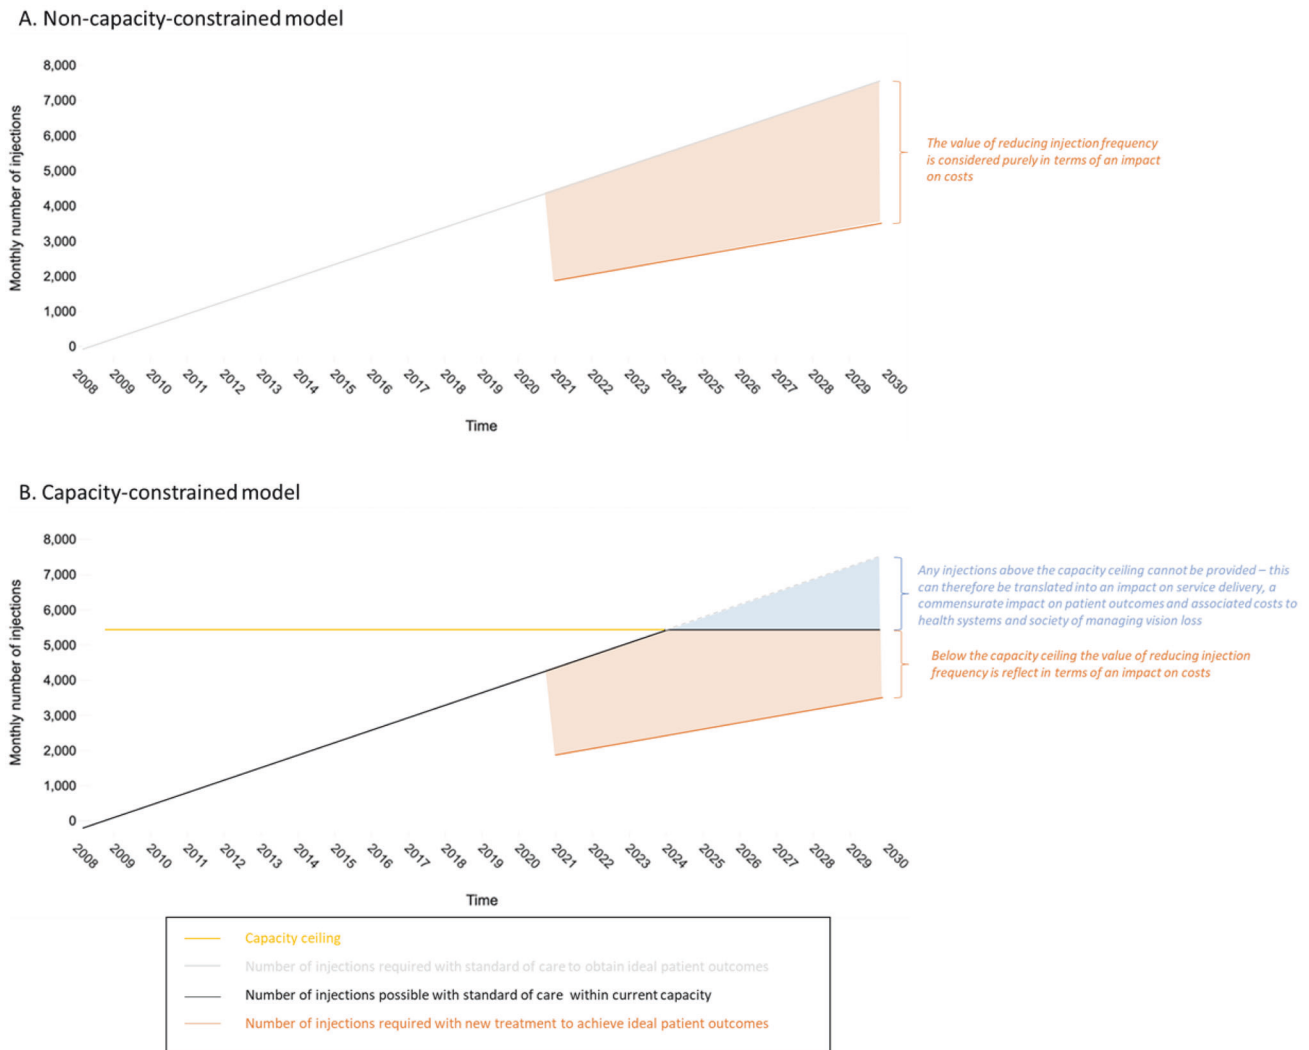 A. Non-capacity-constrained model
8,000
7,000
6,000
5,000
4,000
3,000
2,000
1,000
0
Monthly number of injections
The value of reducing injection frequency
is considered purely in terms of an impact
on costs
2008 2009 2010 2011 2012 2013 2014 2015 2016 2017 2018 2019 2020 2021 2022 2023 2024 2025 2026 2027 2028 2029 2030
Time
B. Capacity-constrained model
8,000
7,000
6,000
5,000
4,000
3,000
2,000
1,000
0
Monthly number of injections
Any injections above the capacity ceiling cannot be provided – this
can therefore be translated into an impact on service delivery, a
commensurate impact on patient outcomes and associated costs to
health systems and society of managing vision loss
Below the capacity ceiling the value of reducing injection
frequency is reflect in terms of an impact on costs
2008 2009 2010 2011 2012 2013 2014 2015 2016 2017 2018 2019 2020 2021 2022 2023 2024 2025 2026 2027 2028 2029 2030
Time
Capacity ceiling
Number of injections required with standard of care to obtain ideal patient outcomes
Number of injections possible with standard of care within current capacity
Number of injections required with new treatment to achieve ideal patient outcomes